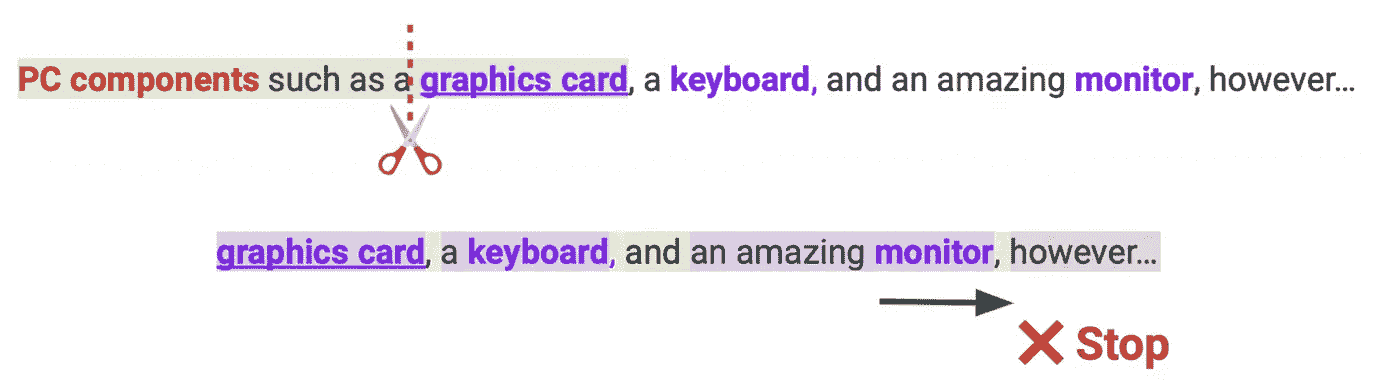 PC components such as a graphics card, a keyboard, and an amazing monitor, however…
graphics card, a keyboard, and an amazing monitor, however…
Stop